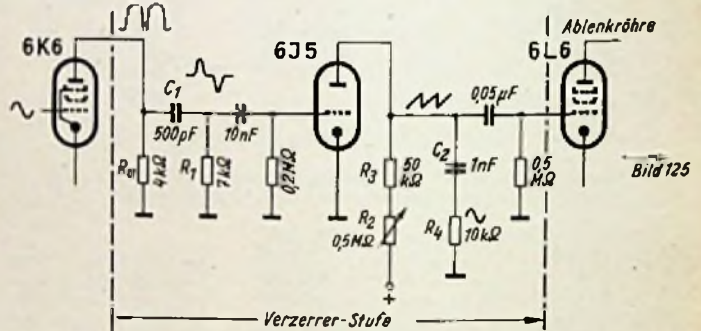 6K6
C1
500pF
10nF
Ra1
4kΩ
R1
7kΩ
0,2MΩ
6J5
R3
50
kΩ
R2
0,5MΩ
+
C2
1nF
R4
10kΩ
0,05µF
0,5
MΩ
Ablenkröhre
6L6
Bild 125
Verzerrer-Stufe